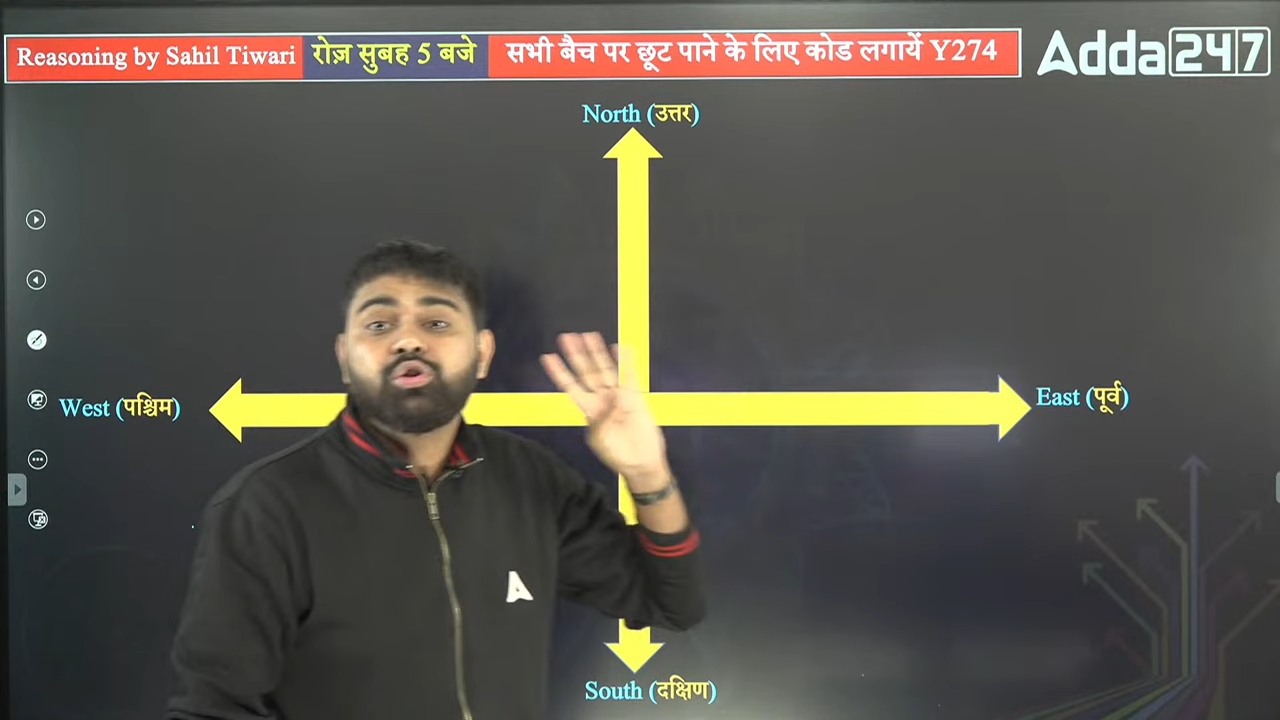 Reasoning by Sahil Tiwari रोज़ सुबह 5 बजे सभी बैच पर छूट पाने के लिए कोड लगायें Y274 Adda247
North (उत्तर)
West (पश्चिम) East (पूर्व)
South (दक्षिण)